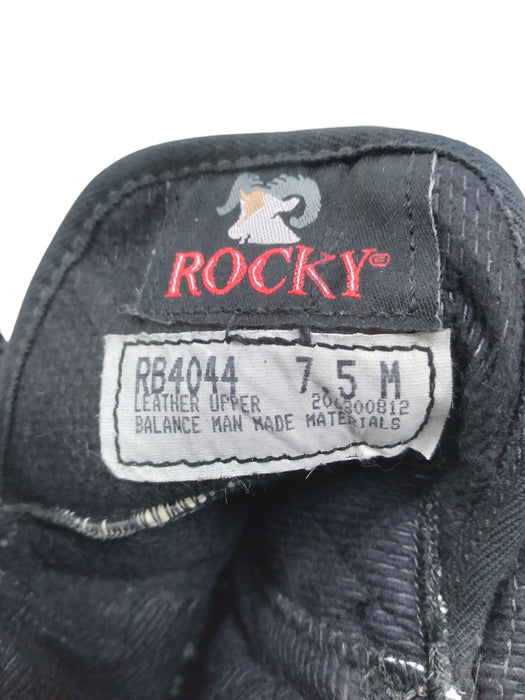 ROCKY®
RB4044 7.5 M
LEATHER UPPER
BALANCE MAN MADE MATERIALS